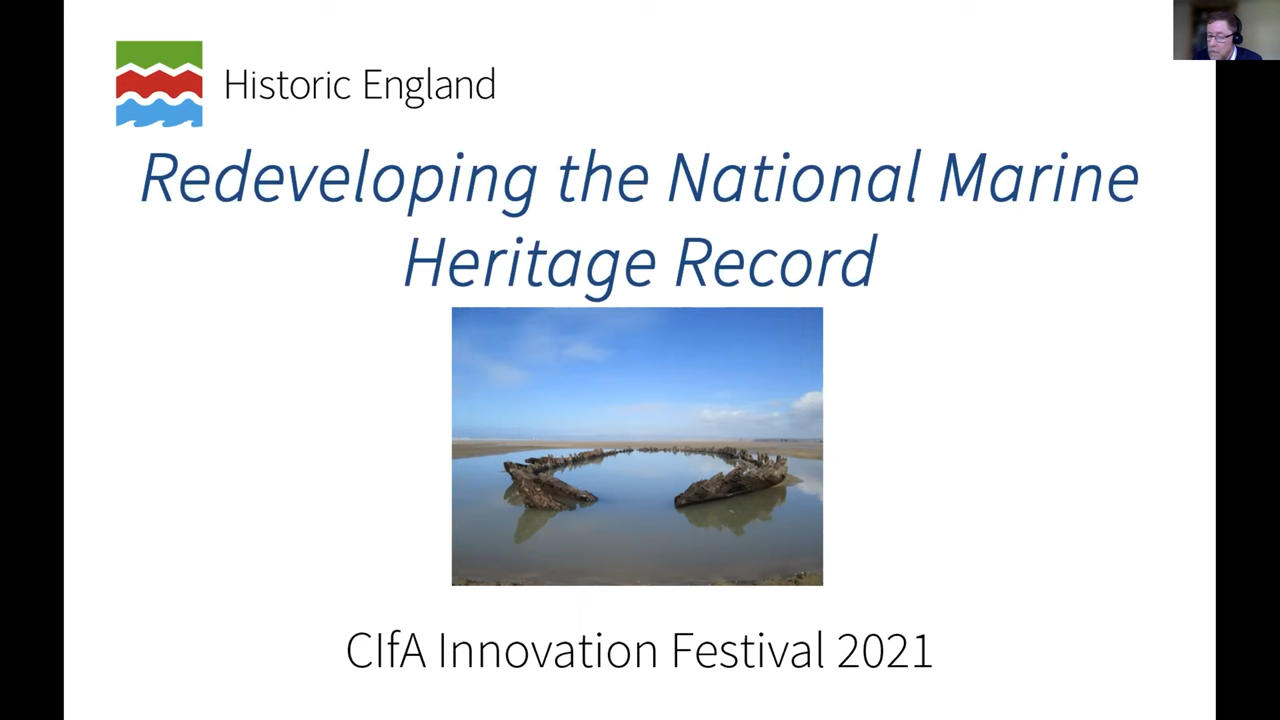 Historic England
Redeveloping the National Marine
Heritage Record
CIfA Innovation Festival 2021